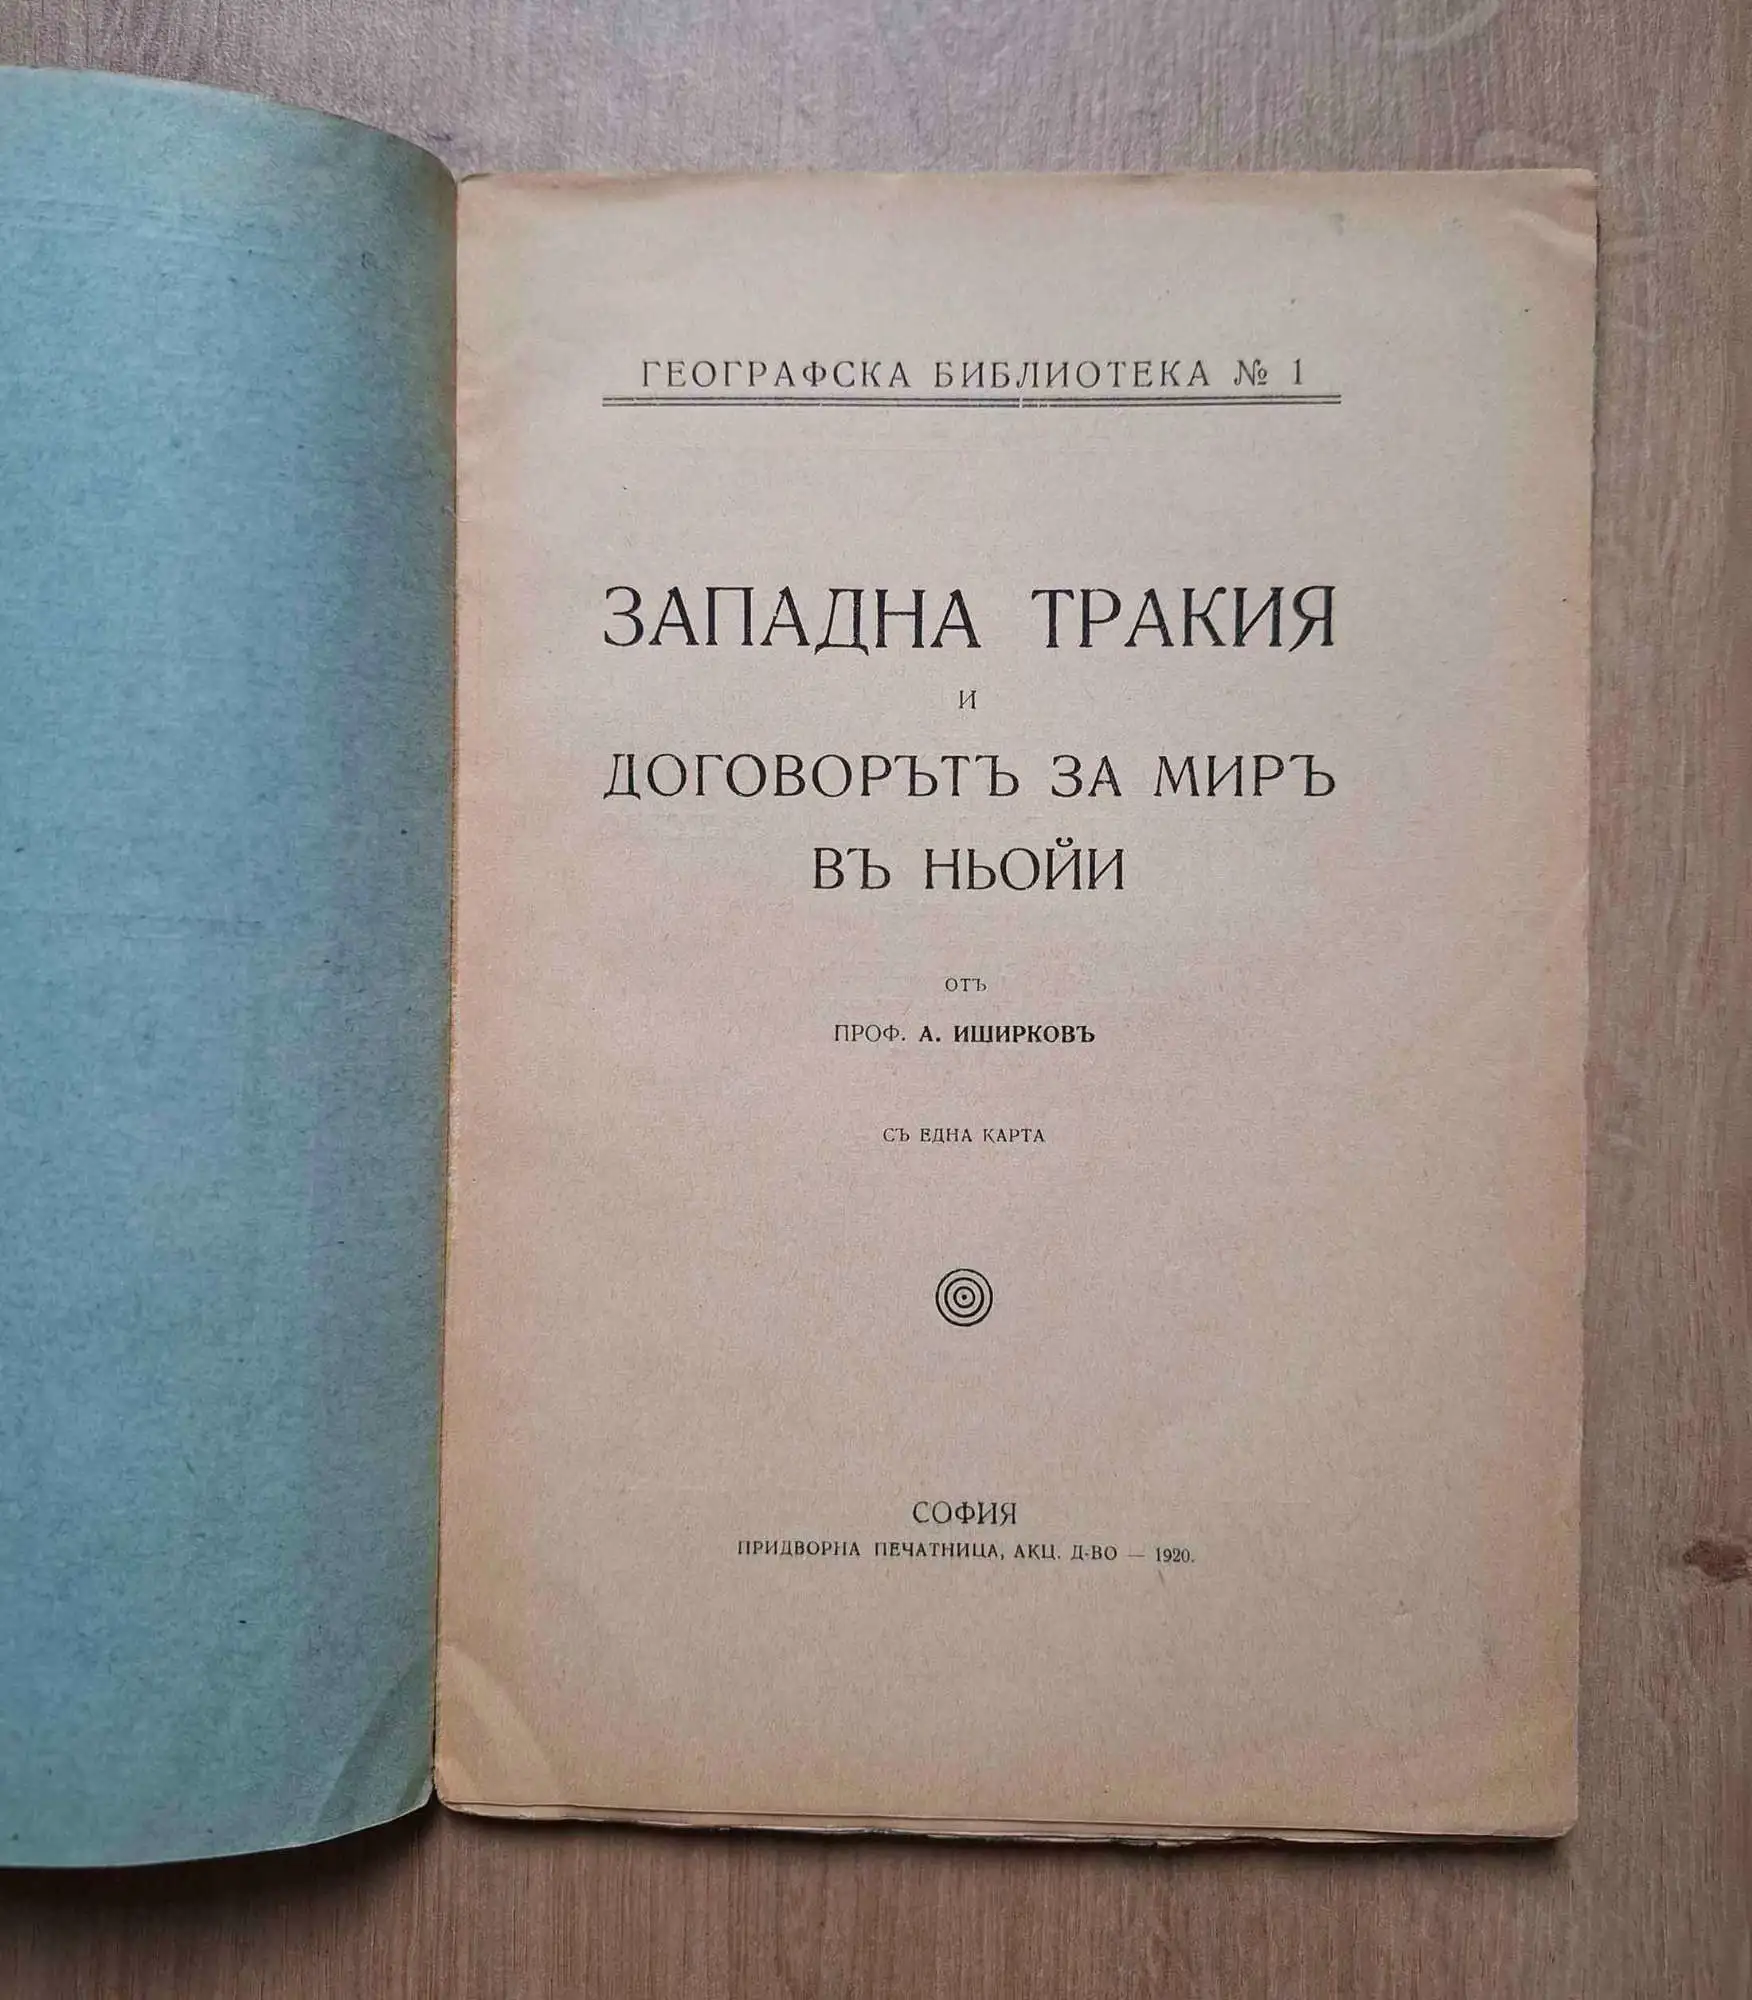 ГЕОГРАФСКА БИБЛИОТЕКА № 1
ЗАПАДНА ТРАКИЯ
И
ДОГОВОРЪТЪ ЗА МИРЪ
ВЪ НЬОЙИ
ОТЪ
ПРОФ. А. ИШИРКОВЪ
СЪ ЕДНА КАРТА
СОФИЯ
ПРИДВОРНА ПЕЧАТНИЦА, АКЦ. Д-ВО — 1920.